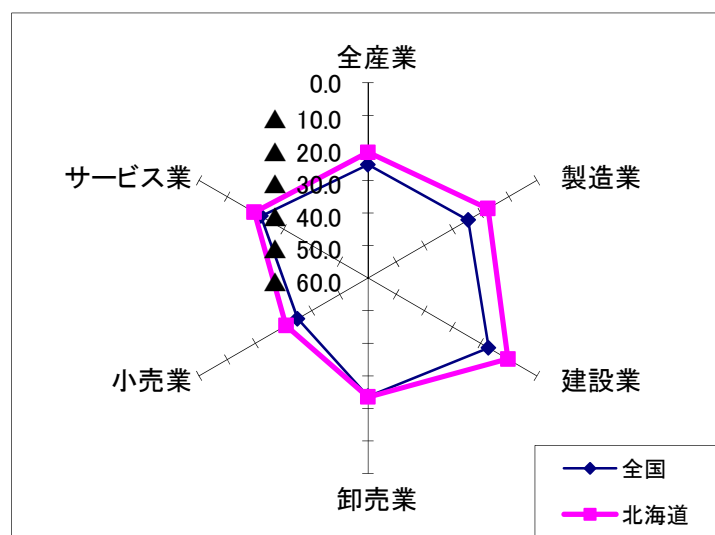 全産業
0.0
▲ 10.0
▲ 20.0
▲ 30.0
▲ 40.0
▲ 50.0
▲ 60.0
サービス業
製造業
小売業
建設業
卸売業
全国
北海道